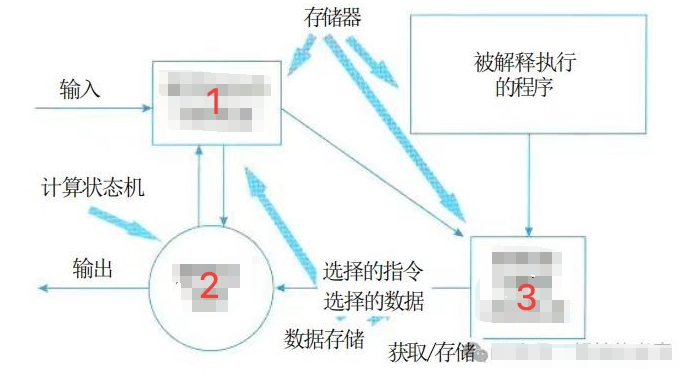 存储器
被解释执行
的程序
输入
1
计算状态机
输出
2
选择的指令
选择的数据
3
数据存储
获取/存储